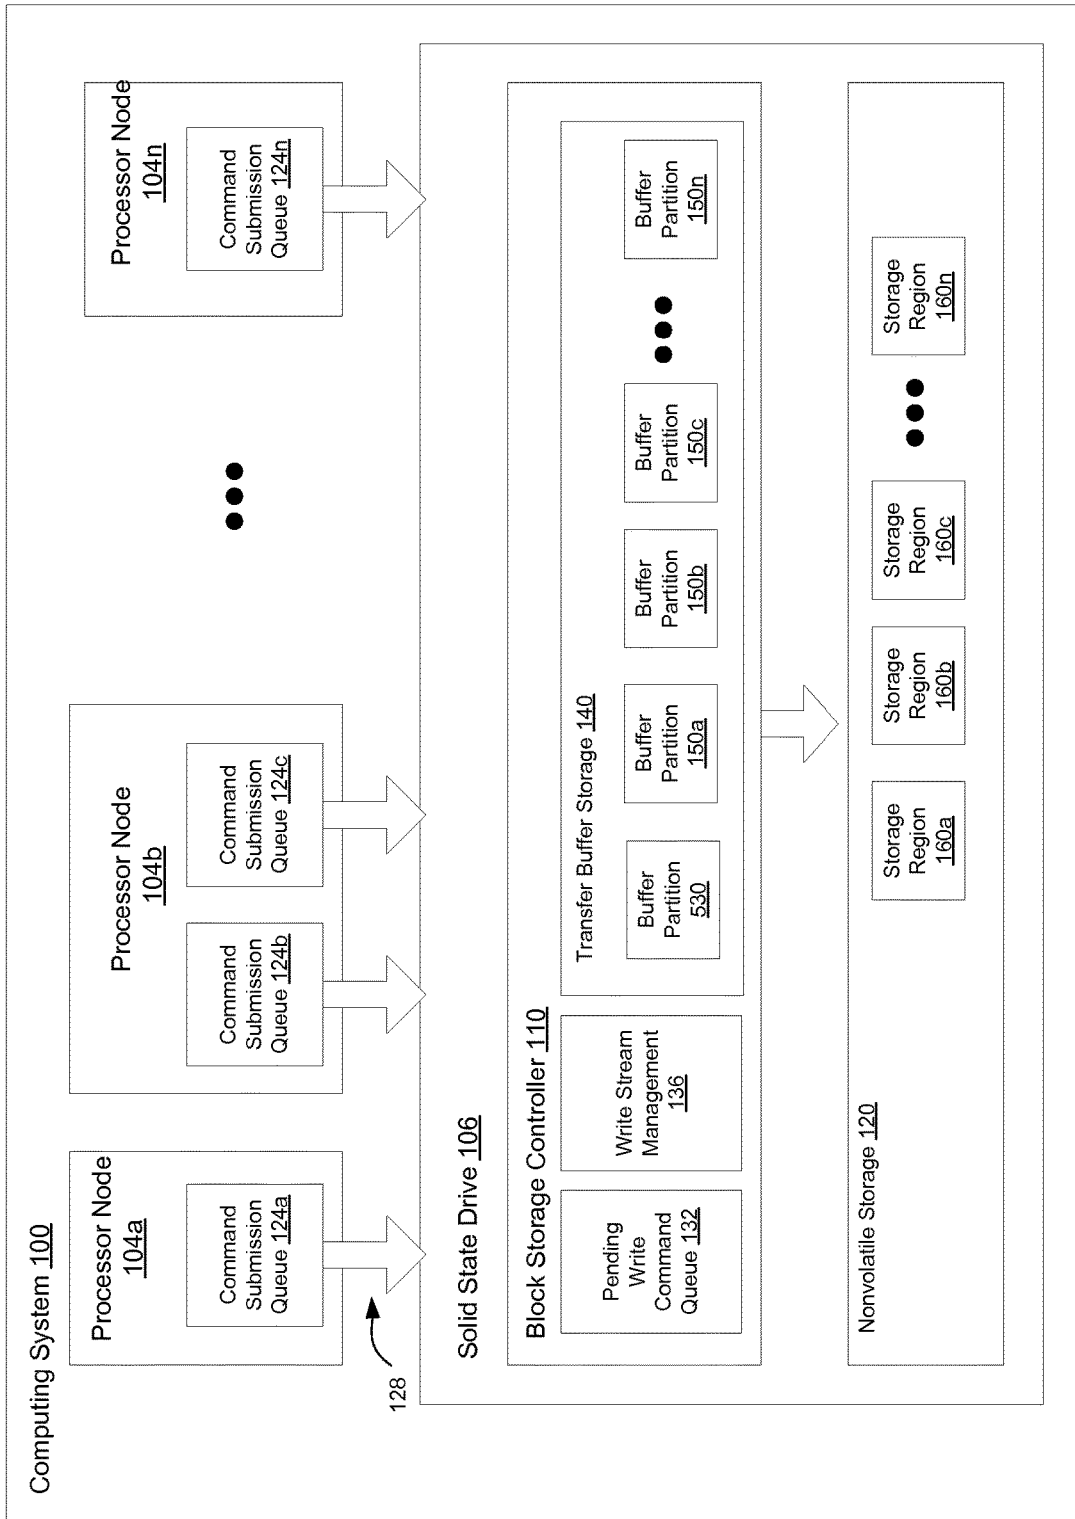 Computing System 100
Processor Node
104a
Command
Submission
Queue 124a
Processor Node
104b
Command
Submission
Queue 124b
Command
Submission
Queue 124c
Processor Node
104n
Command
Submission
Queue 124n
128
Solid State Drive 106
Block Storage Controller 110
Pending
Write
Command
Queue 132
Write Stream
Management
136
Transfer Buffer Storage 140
Buffer
Partition
530
Buffer
Partition
150a
Buffer
Partition
150b
Buffer
Partition
150c
Buffer
Partition
150n
Nonvolatile Storage 120
Storage
Region
160a
Storage
Region
160b
Storage
Region
160c
Storage
Region
160n